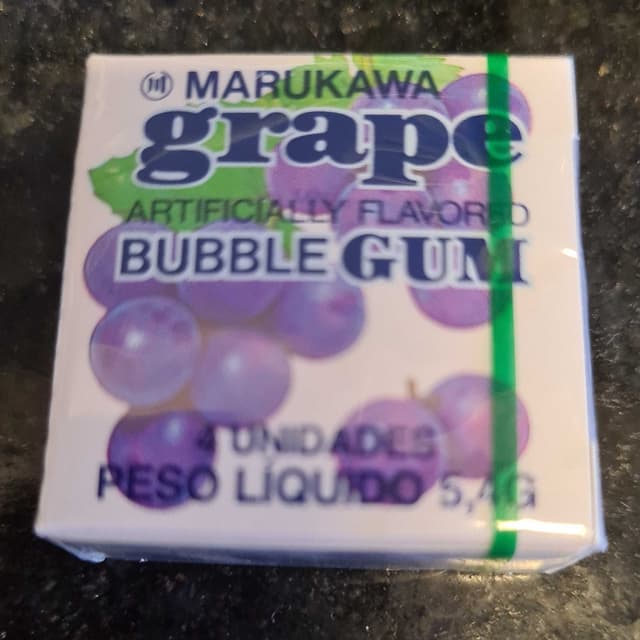 MARUKAWA
grape
ARTIFICIALLY FLAVORED
BUBBLE GUM
4 UNIDADES
PESO LÍQUIDO 5,4G